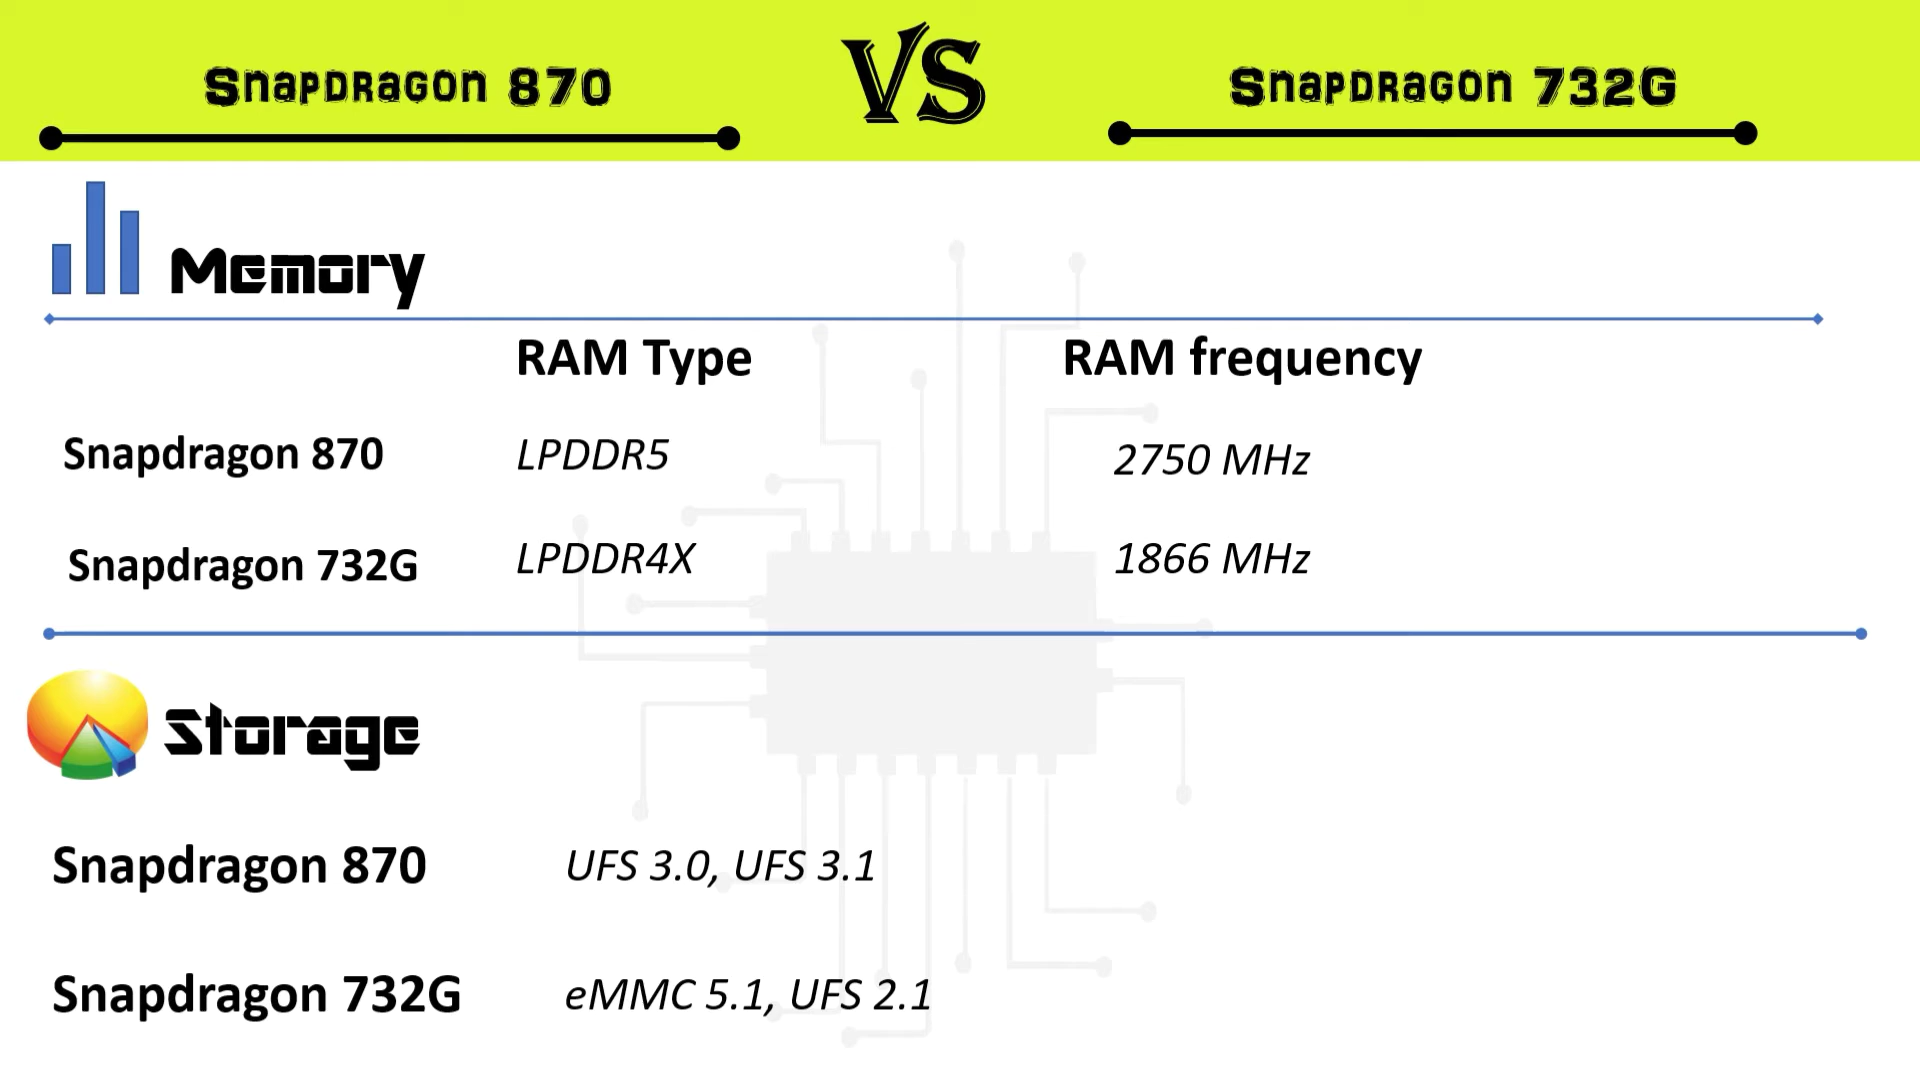 Snapdragon 870 VS Snapdragon 732G
Memory
RAM Type RAM frequency
Snapdragon 870 LPDDR5 2750 MHz
Snapdragon 732G LPDDR4X 1866 MHz
Storage
Snapdragon 870 UFS 3.0, UFS 3.1
Snapdragon 732G eMMC 5.1, UFS 2.1